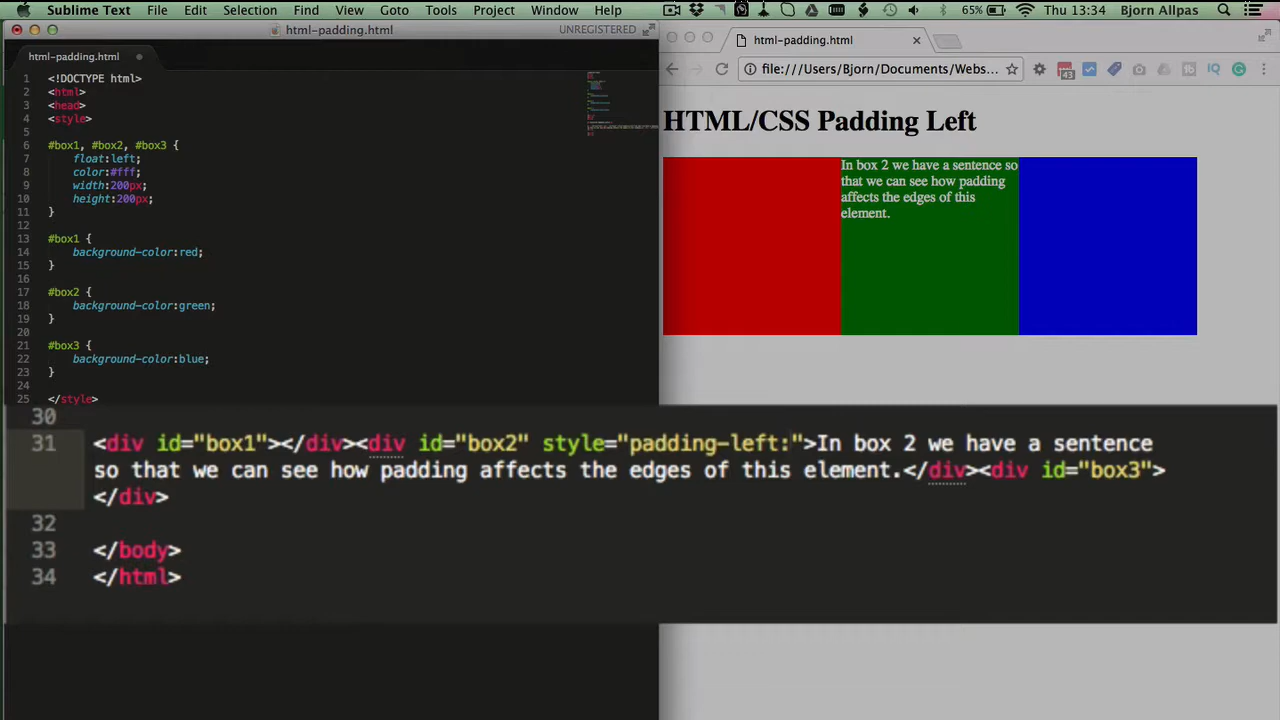 Sublime Text File Edit Selection Find View Goto Tools Project Window Help 65% Thu 13:34 Bjorn Allpas
html-padding.html UNREGISTERED
html-padding.html
1 <!DOCTYPE html>
2 <html>
3 <head>
4 <style>
5
6 #box1, #box2, #box3 {
7 float:left;
8 color:#fff;
9 width:200px;
10 height:200px;
11 }
12
13 #box1 {
14 background-color:red;
15 }
16
17 #box2 {
18 background-color:green;
19 }
20
21 #box3 {
22 background-color:blue;
23 }
24
25 </style>
30
31 <div id="box1"></div><div id="box2" style="padding-left:">In box 2 we have a sentence
so that we can see how padding affects the edges of this element.</div><div id="box3">
</div>
32
33 </body>
34 </html>
html-padding.html
file:///Users/Bjorn/Documents/Webs... 43
HTML/CSS Padding Left
In box 2 we have a sentence so
that we can see how padding
affects the edges of this
element.